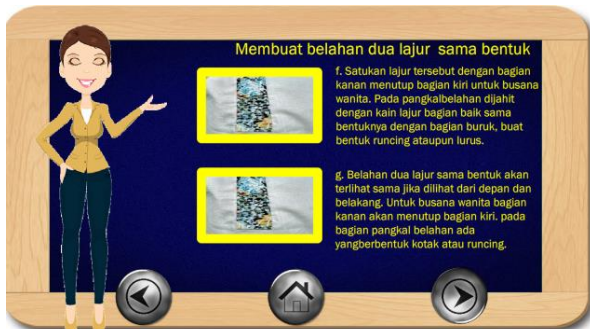 Membuat belahan dua lajur sama bentuk
f. Satukan lajur tersebut dengan bagian
kanan menutup bagian kiri untuk busana
wanita. Pada pangkalbelahan dijahit
dengan kain lajur bagian baik sama
bentuknya dengan bagian buruk, buat
bentuk runcing ataupun lurus.
g. Belahan dua lajur sama bentuk akan
terlihat sama jika dilihat dari depan dan
belakang. Untuk busana wanita bagian
kanan akan menutup bagian kiri. pada
bagian pangkal belahan ada
yangberbentuk kotak atau runcing.